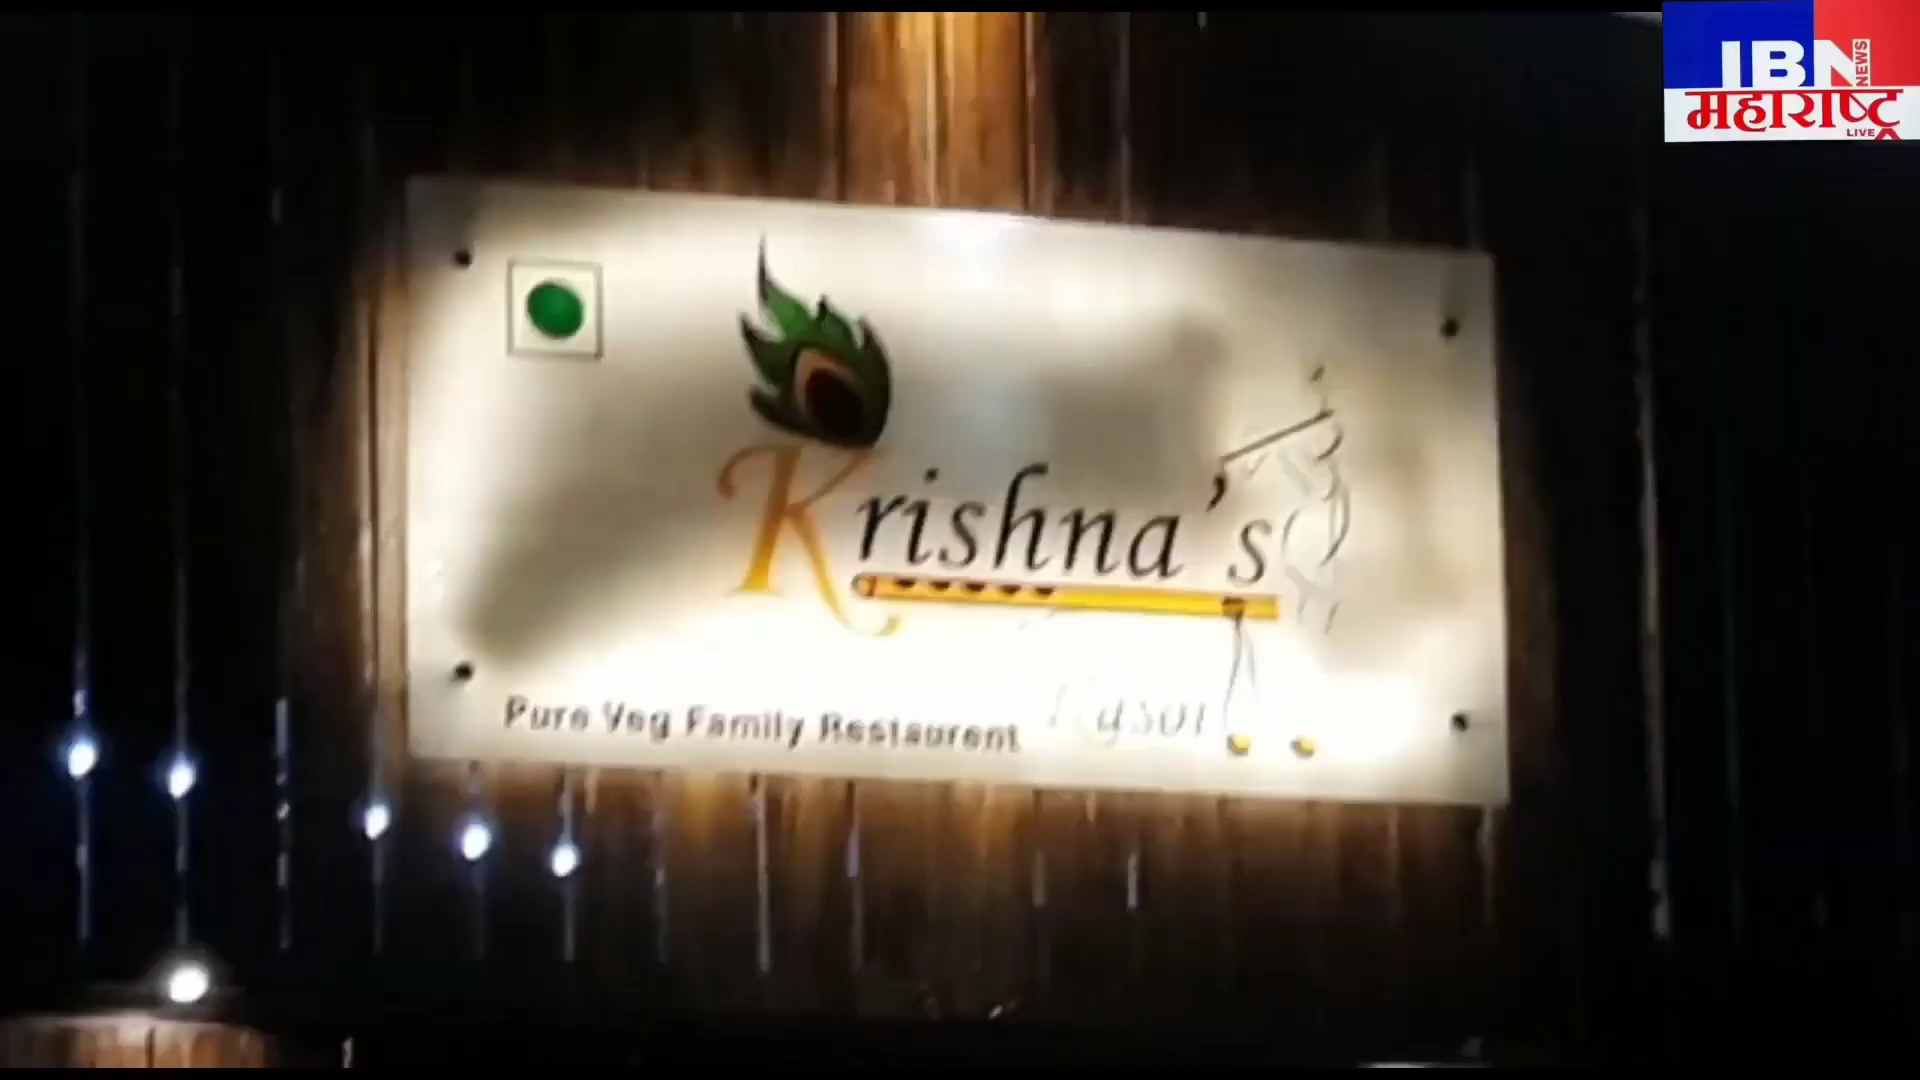 IBN NEWS
महाराष्ट्र
LIVE
Krishna's
Pure Veg Family Restaurent